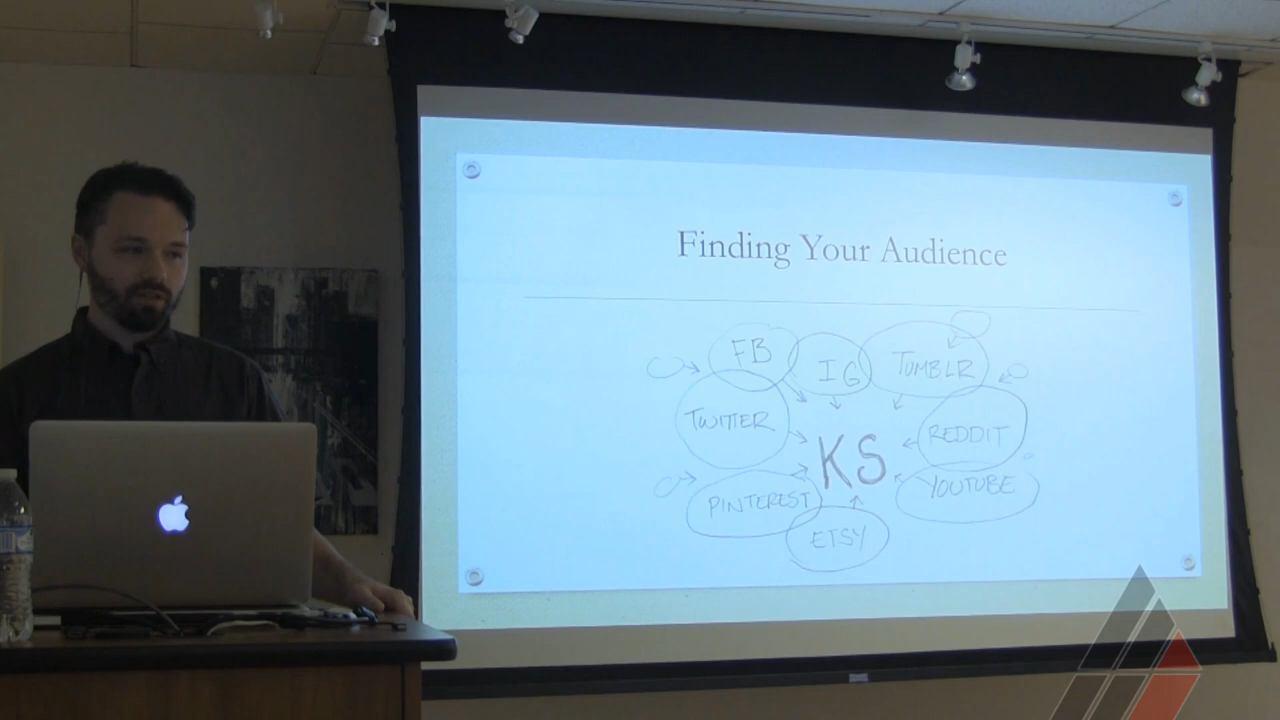 Finding Your Audience
FB
IG
TUMBLR
TWITTER
REDDIT
KS
PINTEREST
YOUTUBE
ETSY